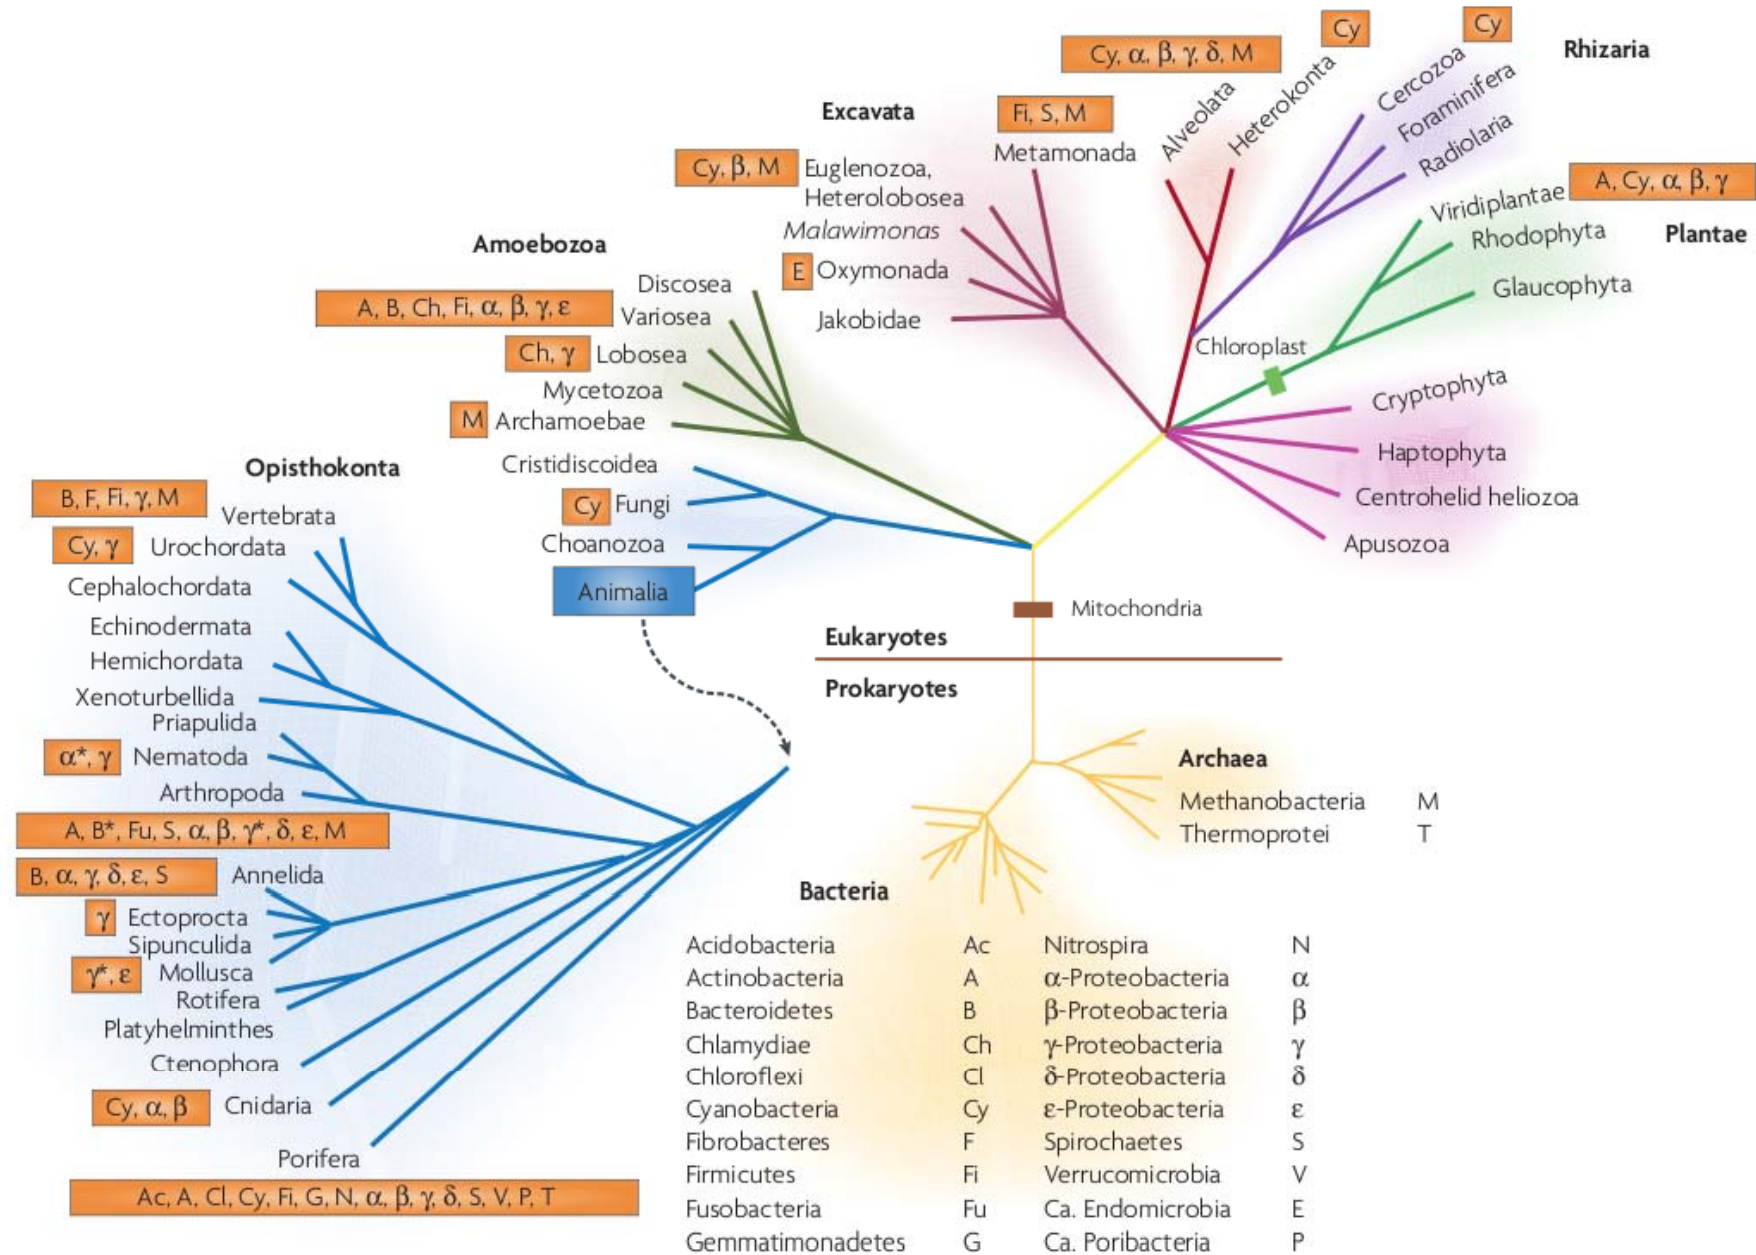 Cy
Cy
Rhizaria
Cy, α, β, γ, δ, M
Cercozoa
Foraminifera
Radiolaria
Heterokonta
Alveolata
Excavata
Fi, S, M
Metamonada
Cy, β, M
Euglenozoa,
Heterolobosea
Malawimonas
E
Oxymonada
Jakobidae
Viridiplantae
A, Cy, α, β, γ
Rhodophyta
Plantae
Glaucophyta
Chloroplast
Cryptophyta
Haptophyta
Centrohelid heliozoa
Apusozoa
Amoebozoa
Discosea
A, B, Ch, Fi, α, β, γ, ε
Variosea
Ch, γ
Lobosea
Mycetozoa
M
Archamoebae
Cristidiscoidea
Cy
Fungi
Choanozoa
Animalia
Opisthokonta
B, F, Fi, γ, M
Vertebrata
Cy, γ
Urochordata
Cephalochordata
Echinodermata
Hemichordata
Xenoturbellida
Priapulida
α*, γ
Nematoda
Arthropoda
A, B*, Fu, S, α, β, γ*, δ, ε, M
B, α, γ, δ, ε, S
Annelida
γ
Ectoprocta
Sipunculida
γ*, ε
Mollusca
Rotifera
Platyhelminthes
Ctenophora
Cy, α, β
Cnidaria
Porifera
Ac, A, Cl, Cy, Fi, G, N, α, β, γ, δ, S, V, P, T
Mitochondria
Eukaryotes
Prokaryotes
Archaea
Methanobacteria M
Thermoprotei T
Bacteria
Acidobacteria Ac Nitrospira N
Actinobacteria A α-Proteobacteria α
Bacteroidetes B β-Proteobacteria β
Chlamydiae Ch γ-Proteobacteria γ
Chloroflexi Cl δ-Proteobacteria δ
Cyanobacteria Cy ε-Proteobacteria ε
Fibrobacteres F Spirochaetes S
Firmicutes Fi Verrucomicrobia V
Fusobacteria Fu Ca. Endomicrobia E
Gemmatimonadetes G Ca. Poribacteria P